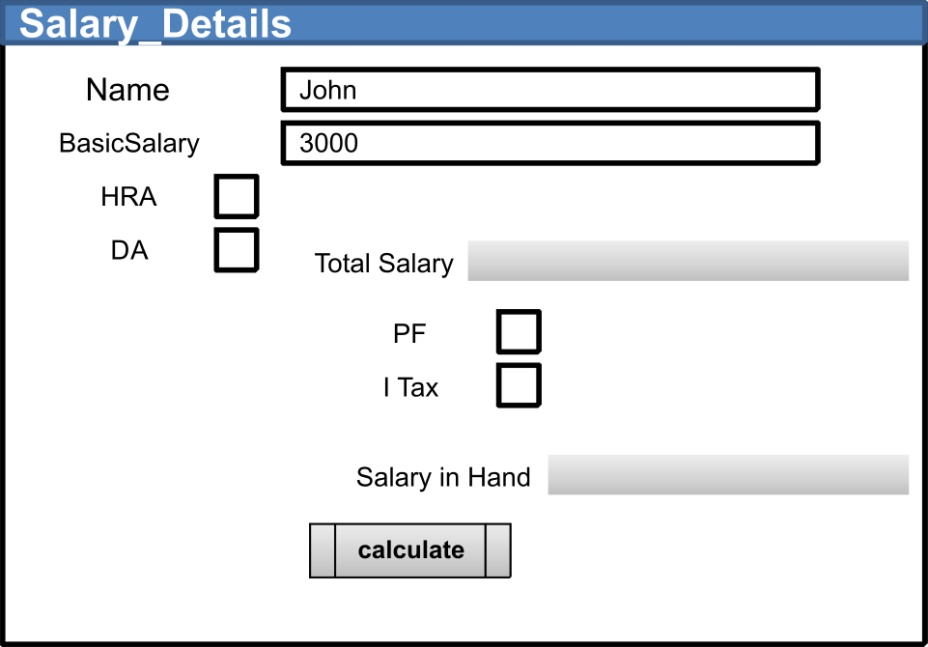 Salary_Details
Name John
BasicSalary 3000
HRA
DA
Total Salary
PF
I Tax
Salary in Hand
calculate